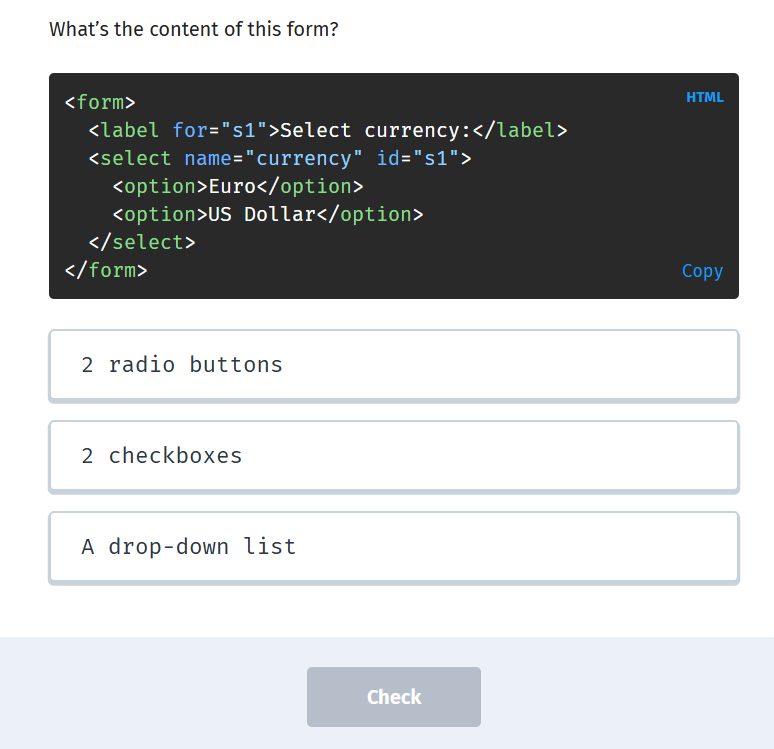 What’s the content of this form?
HTML
<form>
  <label for="s1">Select currency:</label>
  <select name="currency" id="s1">
    <option>Euro</option>
    <option>US Dollar</option>
  </select>
</form>
Copy
2 radio buttons
2 checkboxes
A drop-down list
Check